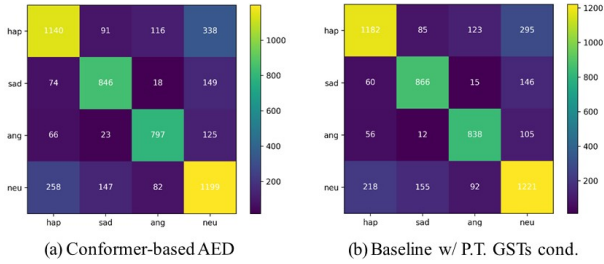 hap 1140 91 116 338
sad 74 846 18 149
ang 66 23 797 125
neu 258 147 82 1199
hap sad ang neu
1000
800
600
400
200
(a) Conformer-based AED
hap 1182 85 123 295
sad 60 866 15 146
ang 56 12 838 105
neu 218 155 92 1221
hap sad ang neu
1200
1000
800
600
400
200
(b) Baseline w/ P.T. GSTs cond.